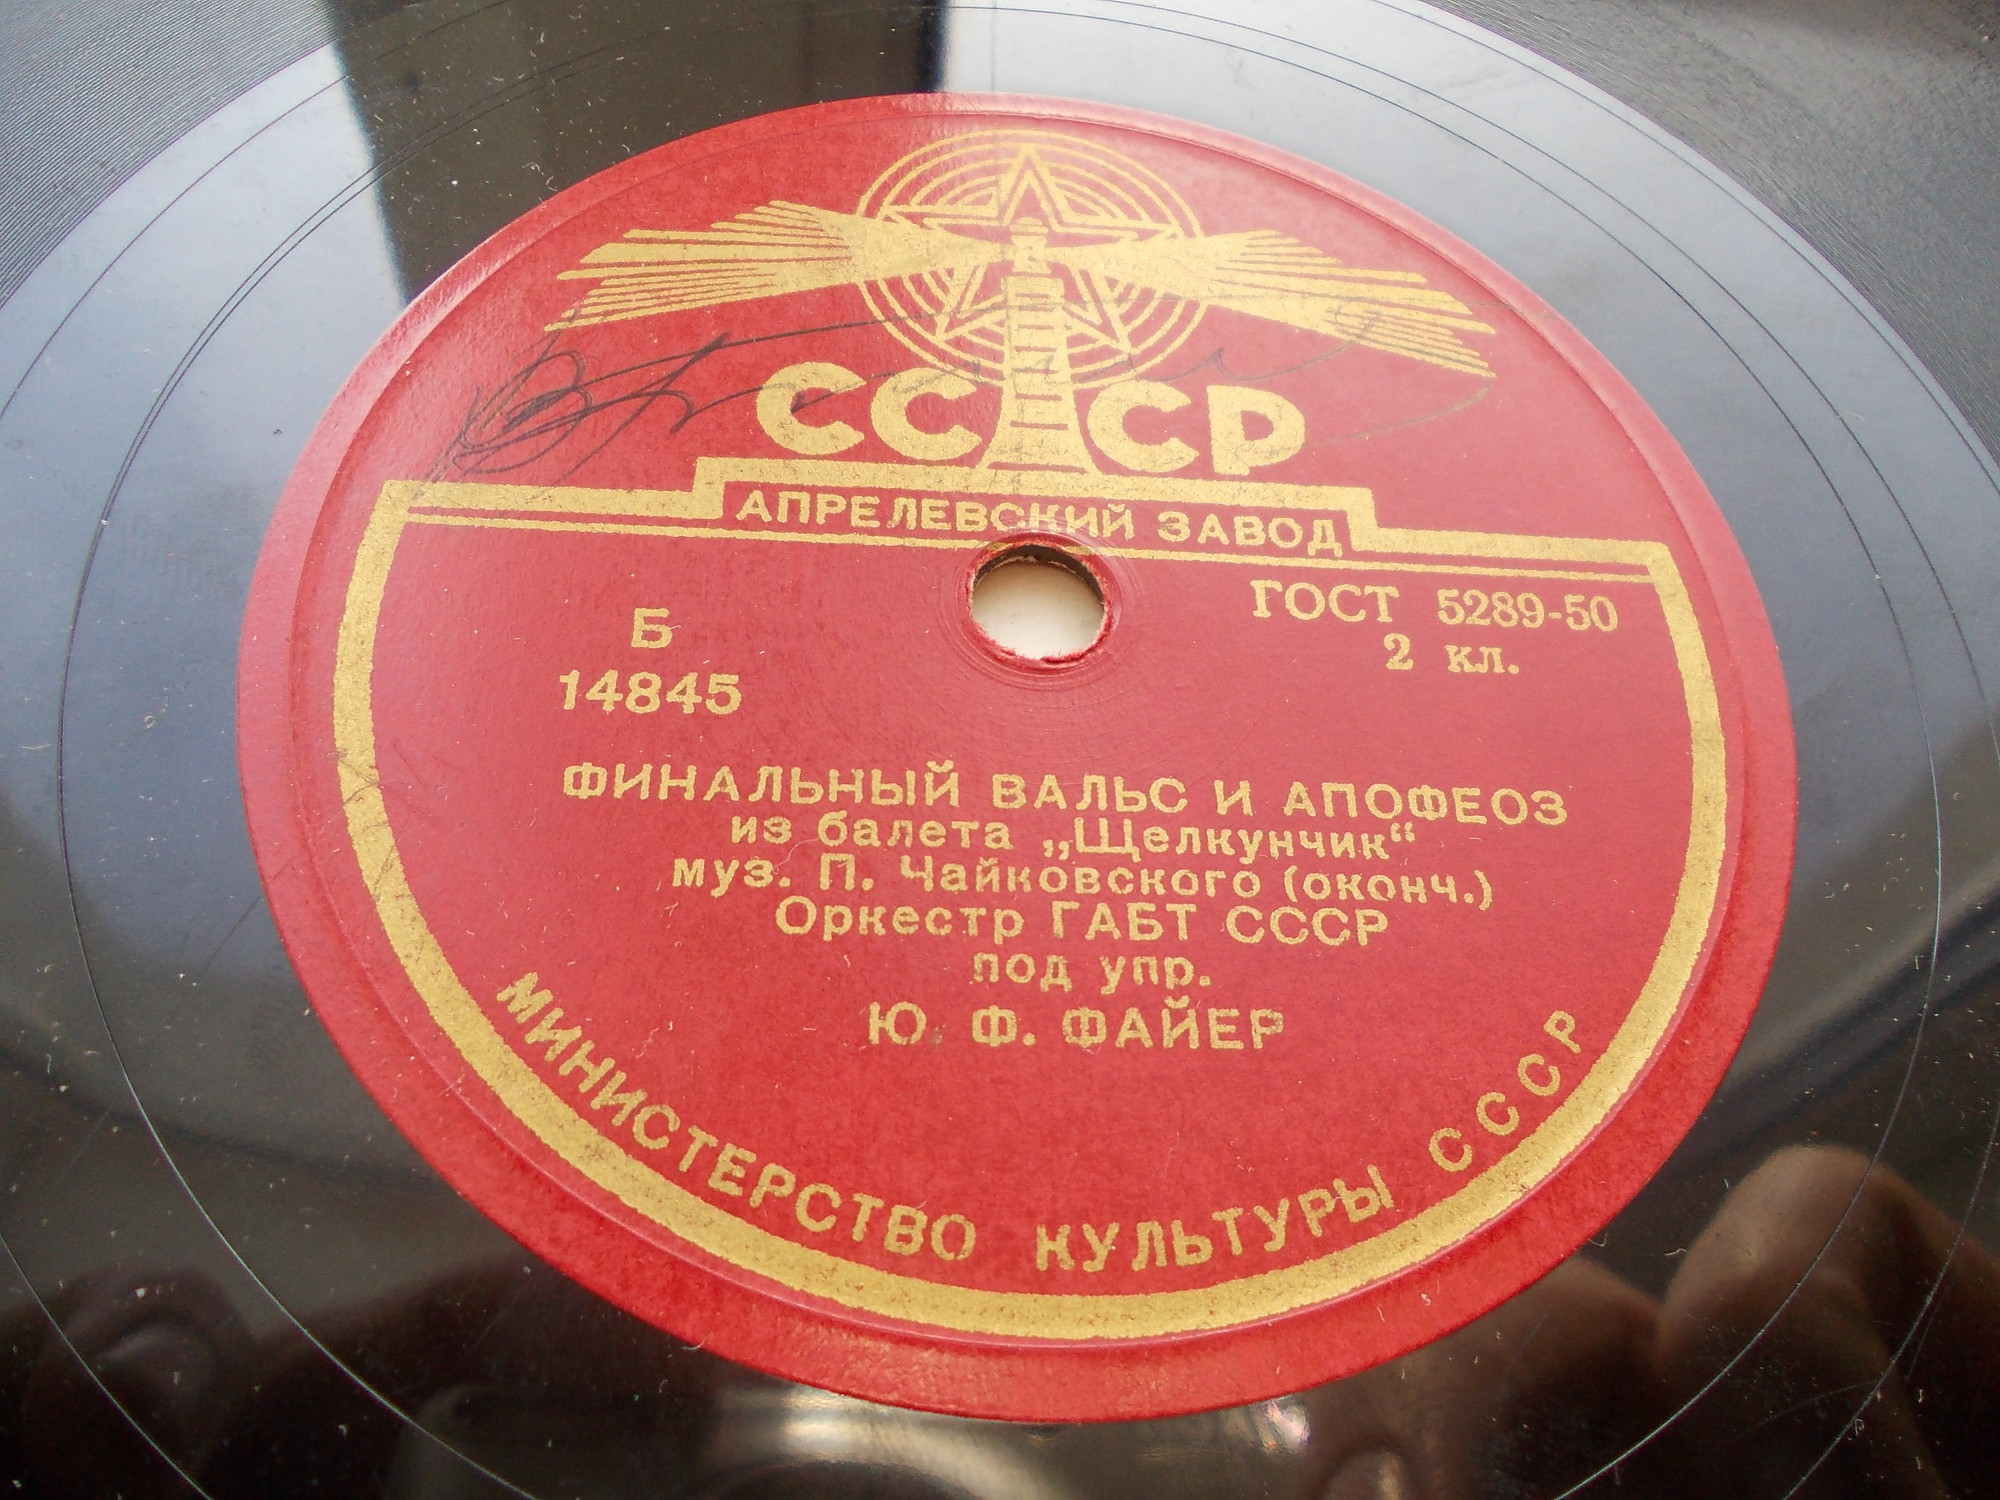 СССР
АПРЕЛЕВСКИЙ ЗАВОД
ГОСТ 5289-50
2 кл.
Б
14845
ФИНАЛЬНЫЙ ВАЛЬС И АПОФЕОЗ
из балета „Щелкунчик“
муз. П. Чайковского (оконч.)
Оркестр ГАБТ СССР
под упр.
Ю. Ф. ФАЙЕР
МИНИСТЕРСТВО КУЛЬТУРЫ СССР